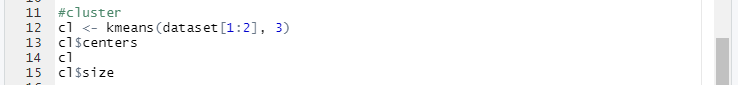 11 #cluster
12 cl <- kmeans(dataset[1:2], 3)
13 cl$centers
14 cl
15 cl$size